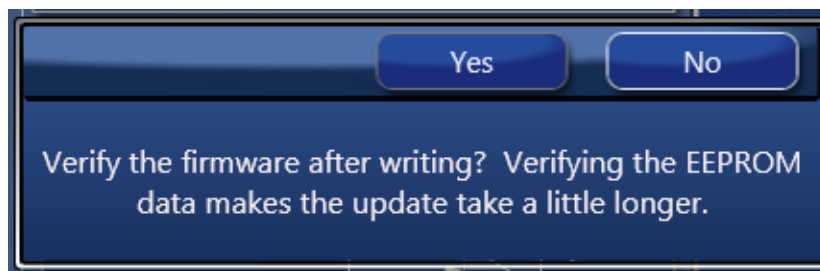 Yes No
Verify the firmware after writing?  Verifying the EEPROM
data makes the update take a little longer.